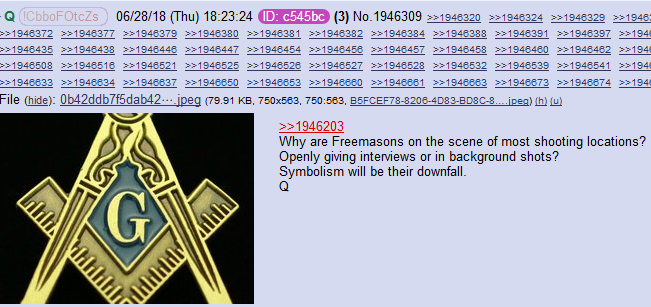 Q !CbboFOtcZs 06/28/18 (Thu) 18:23:24 ID: c545bc (3) No.1946309 >>1946320 >>1946324 >>1946329
>>1946372 >>1946377 >>1946379 >>1946380 >>1946381 >>1946382 >>1946384 >>1946388 >>1946391 >>1946397
>>1946435 >>1946438 >>1946446 >>1946447 >>1946454 >>1946456 >>1946457 >>1946458 >>1946460 >>1946462
>>1946508 >>1946516 >>1946521 >>1946525 >>1946526 >>1946527 >>1946528 >>1946532 >>1946539 >>1946541
>>1946633 >>1946634 >>1946637 >>1946650 >>1946653 >>1946660 >>1946661 >>1946663 >>1946673 >>1946674
File (hide): 0b42ddb7f5dab42⋯.jpeg (79.91 KB, 750x563, 750:563, B5FCEF78-8206-4D83-BD8C-8….jpeg) (h) (u)
G
>>1946203
Why are Freemasons on the scene of most shooting locations?
Openly giving interviews or in background shots?
Symbolism will be their downfall.
Q